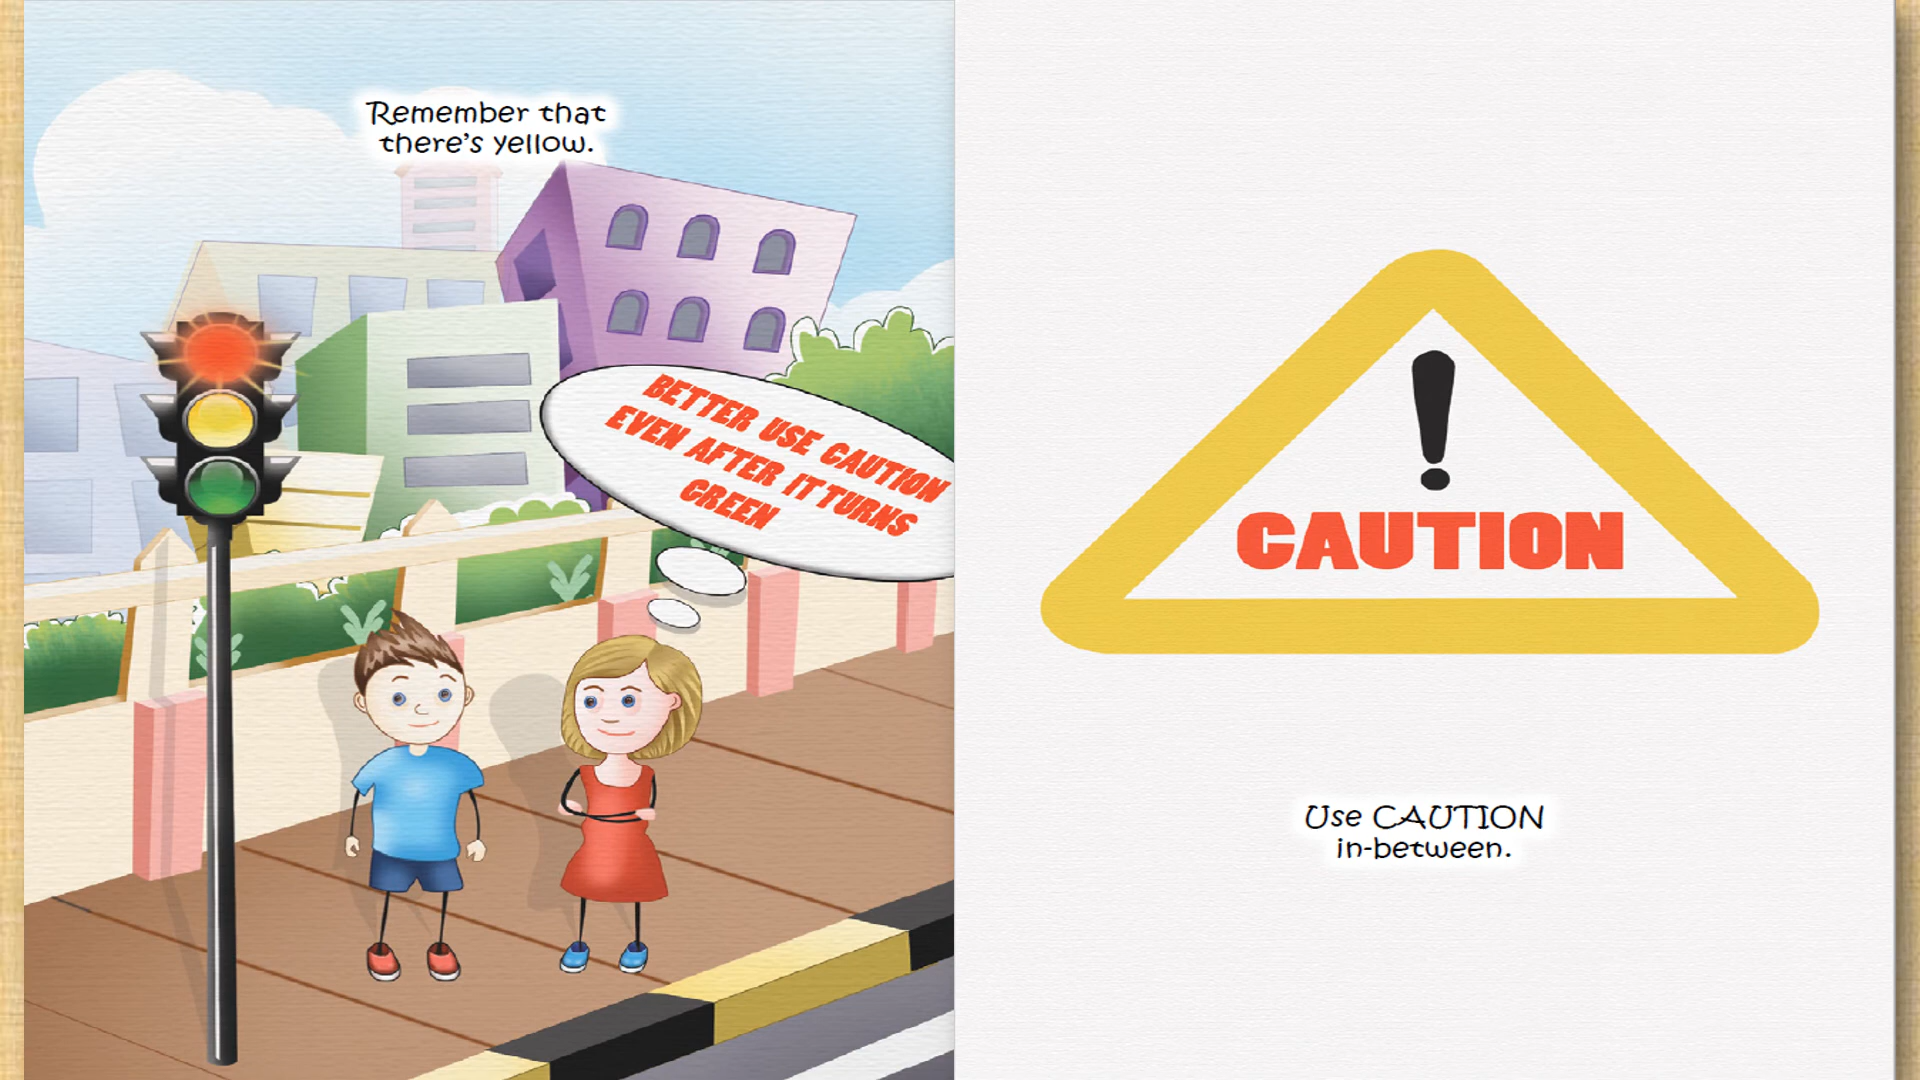 Remember that
there's yellow.
BETTER USE CAUTION
EVEN AFTER IT TURNS
GREEN
!
CAUTION
Use CAUTION
in-between.